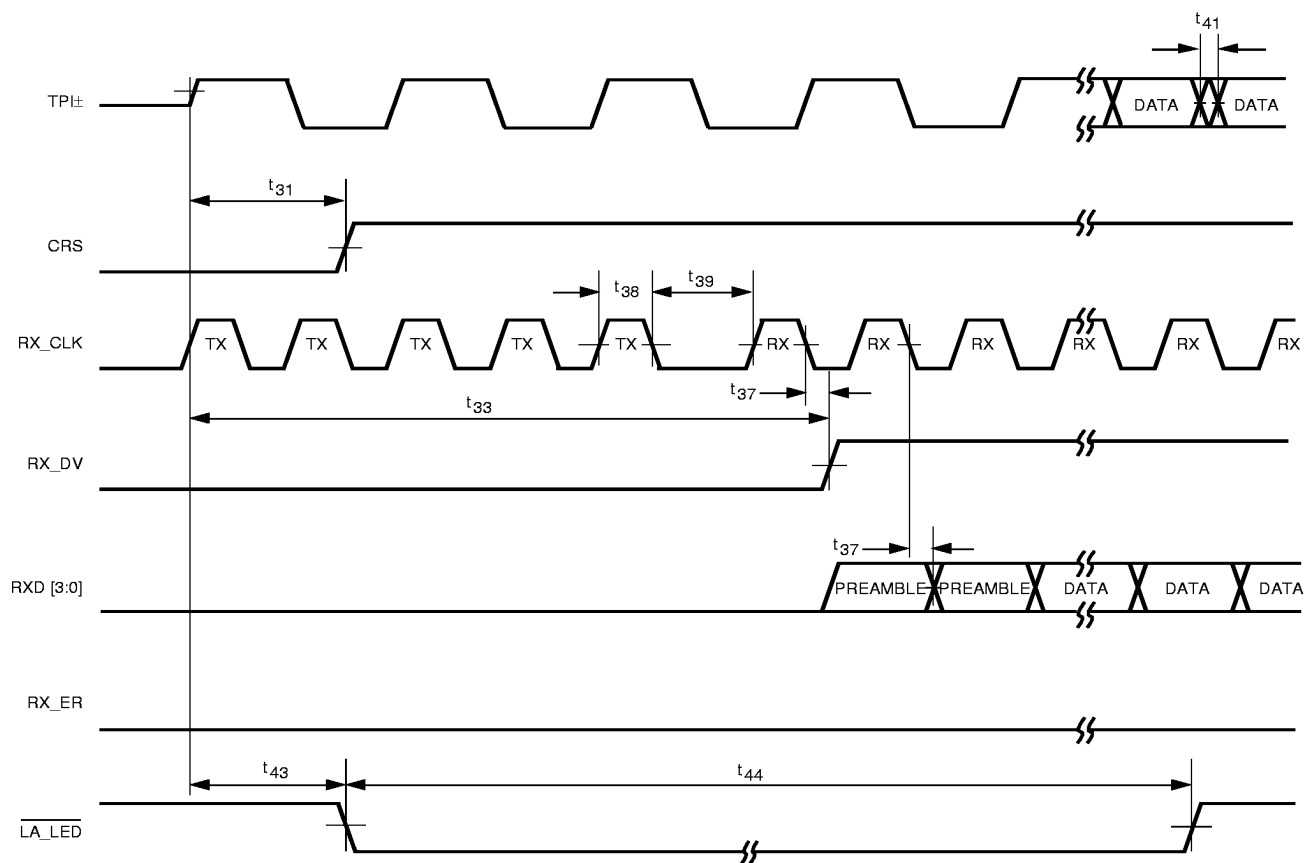 t41
TPI±
DATA
DATA
t31
CRS
t38
t39
RX_CLK
TX
TX
TX
TX
TX
RX
RX
RX
RX
RX
RX
t37
t33
RX_DV
t37
RXD [3:0]
PREAMBLE
PREAMBLE
DATA
DATA
DATA
RX_ER
t43
t44
LA_LED